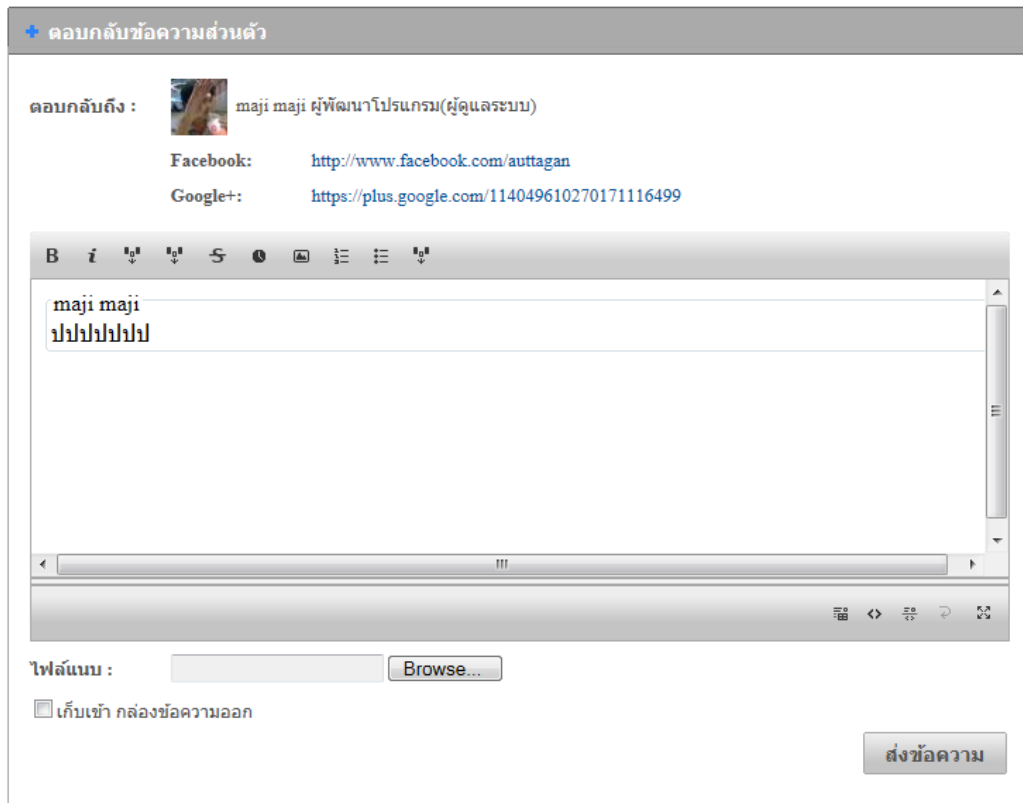 ตอบกลับข้อความส่วนตัว
ตอบกลับถึง : maji maji ผู้พัฒนาโปรแกรม(ผู้ดูแลระบบ)
Facebook: http://www.facebook.com/auttagan
Google+: https://plus.google.com/114049610270171116499
B i S
maji maji
ปปปปปปป
ไฟล์แนบ : Browse...
เก็บเข้า กล่องข้อความออก
ส่งข้อความ